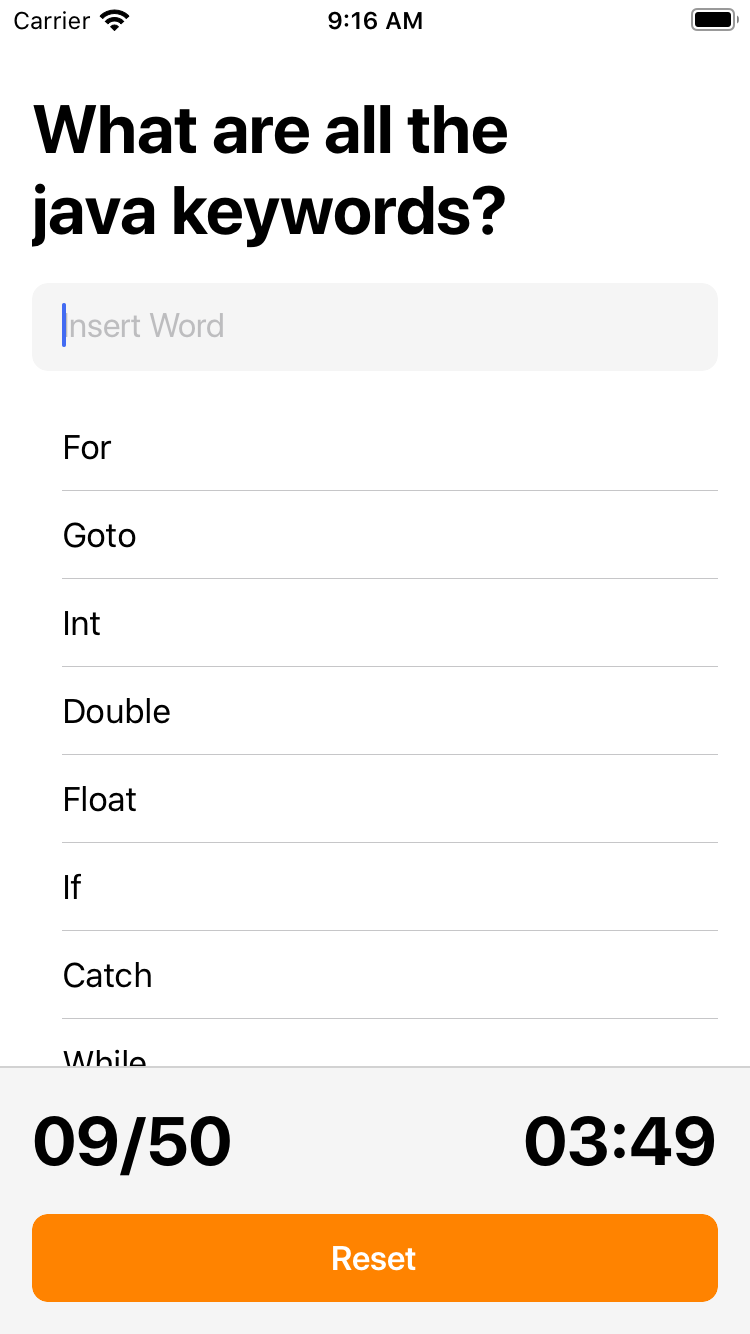 Carrier 9:16 AM
What are all the
java keywords?
Insert Word
For
Goto
Int
Double
Float
If
Catch
While
09/50 03:49
Reset